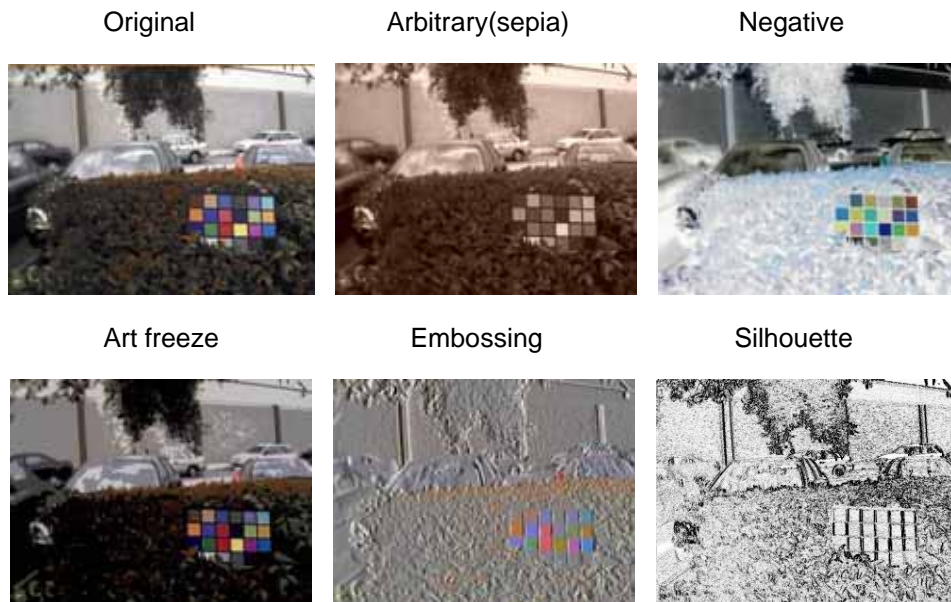 Original
Arbitrary(sepia)
Negative
Art freeze
Embossing
Silhouette